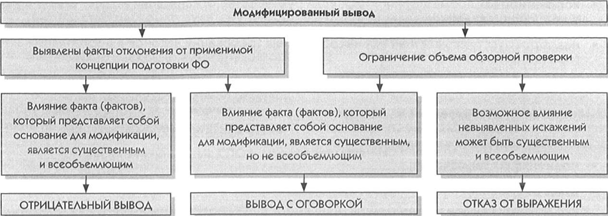 Модифицированный вывод
Выявлены факты отклонения от применимой
концепции подготовки ФО
Ограничение объема обзорной проверки
Влияние факта (фактов),
который представляет собой
основание для модификации,
является существенным
и всеобъемлющим
Влияние факта (фактов), который
представляет собой основание
для модификации, является существенным,
но не всеобъемлющим
Возможное влияние
невыявленных искажений
может быть существенным
и всеобъемлющим
ОТРИЦАТЕЛЬНЫЙ ВЫВОД
ВЫВОД С ОГОВОРКОЙ
ОТКАЗ ОТ ВЫРАЖЕНИЯ